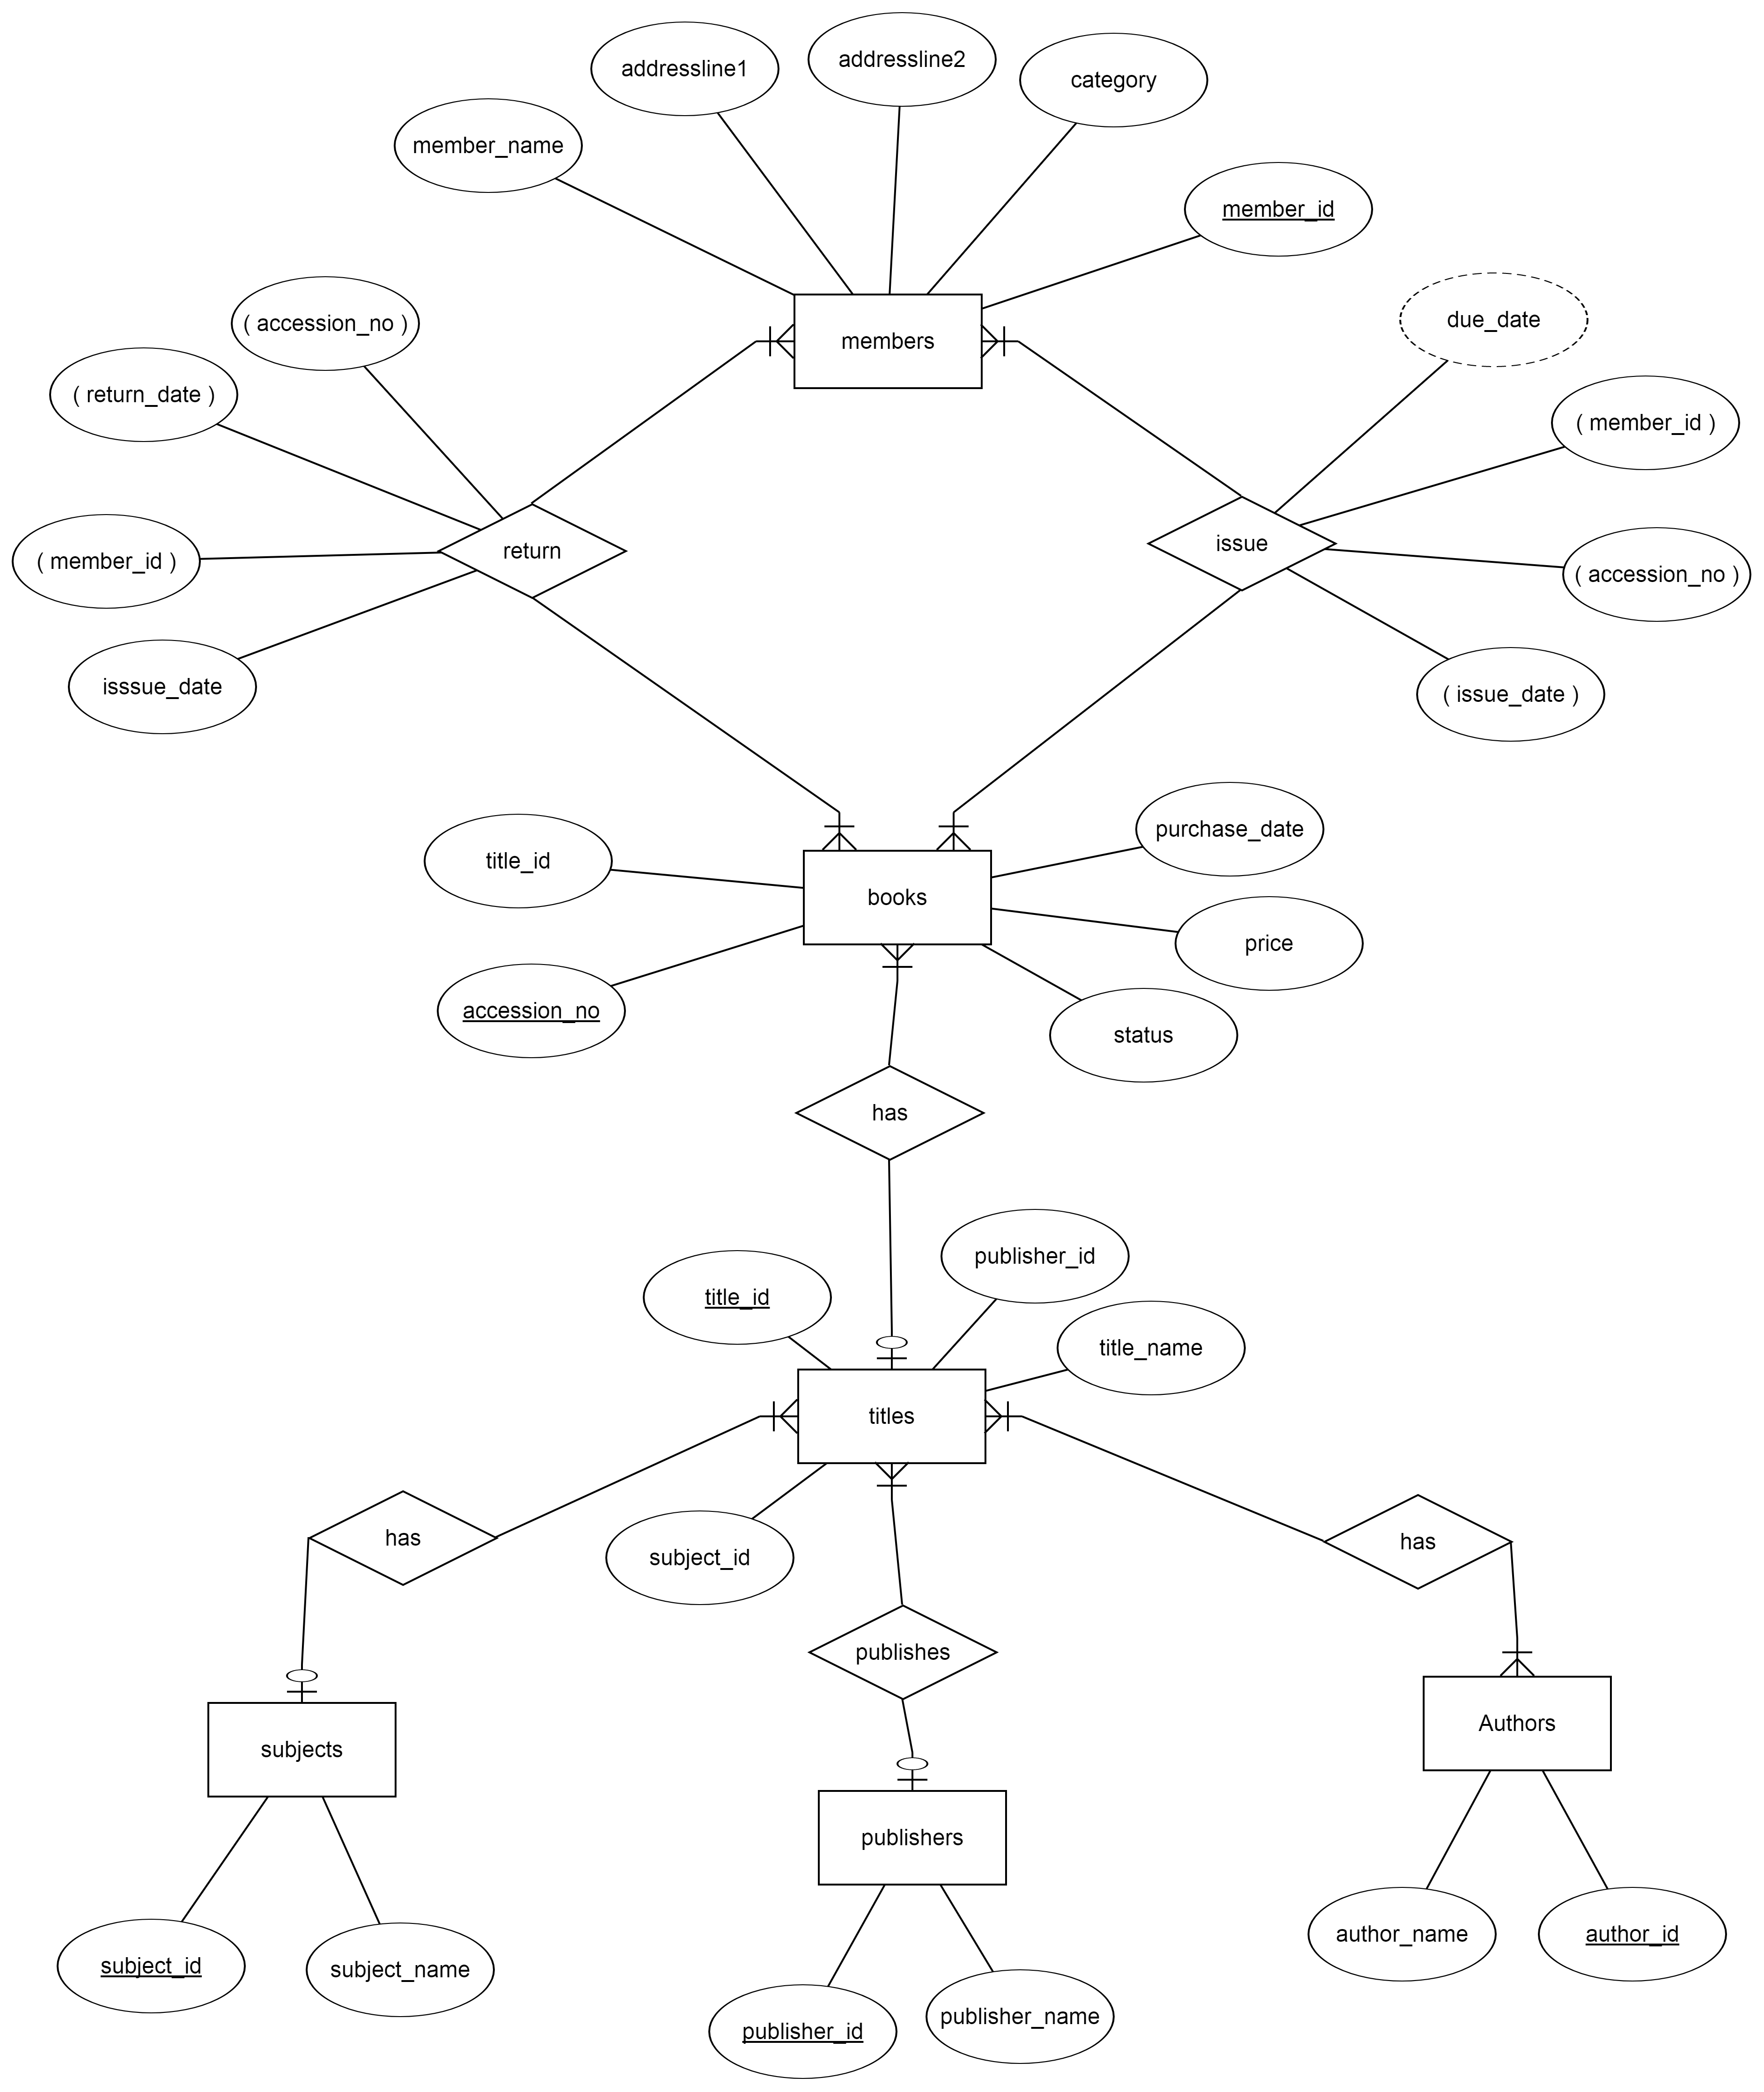 addressline2
addressline1
category
member_name
member_id
( accession_no )
members
due_date
( return_date )
( member_id )
return
issue
( member_id )
( accession_no )
isssue_date
( issue_date )
title_id
purchase_date
books
price
accession_no
status
has
publisher_id
title_id
title_name
titles
has
subject_id
has
publishes
subjects
Authors
publishers
subject_id
subject_name
author_name
author_id
publisher_id
publisher_name